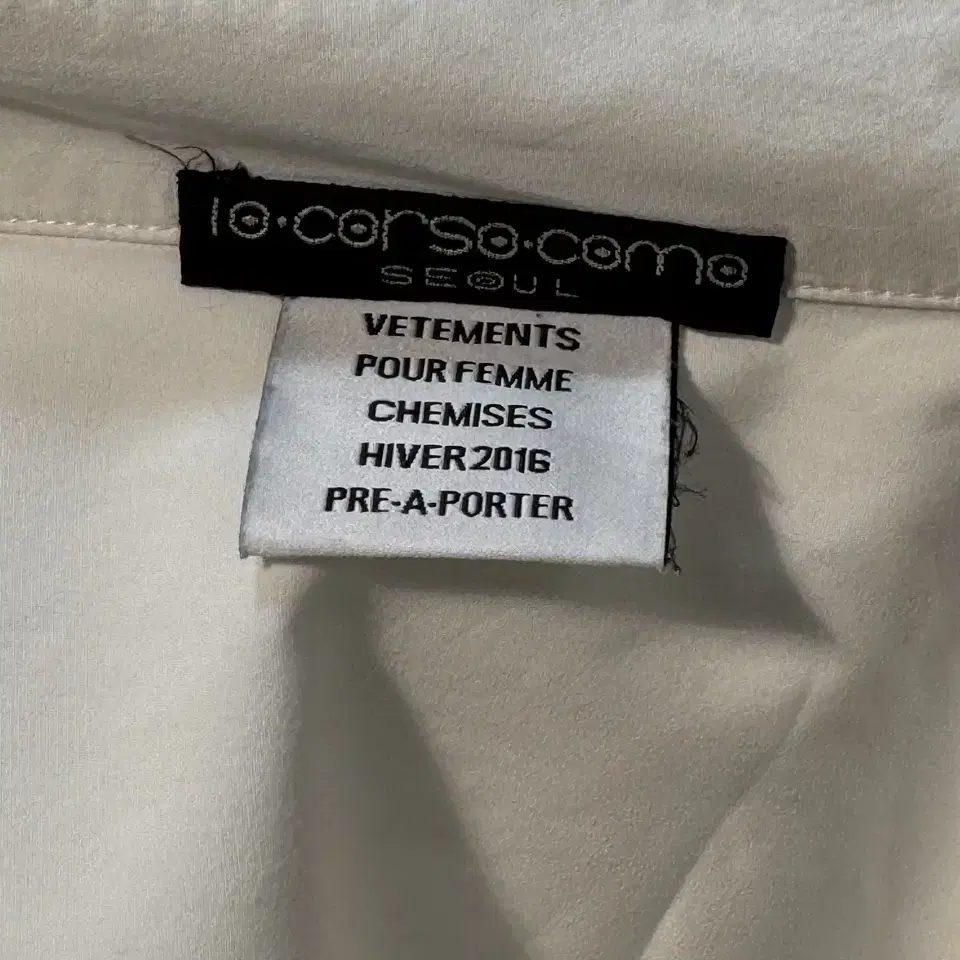 10·corso·como
SEOUL
VETEMENTS
POUR FEMME
CHEMISES
HIVER 2016
PRE-A-PORTER